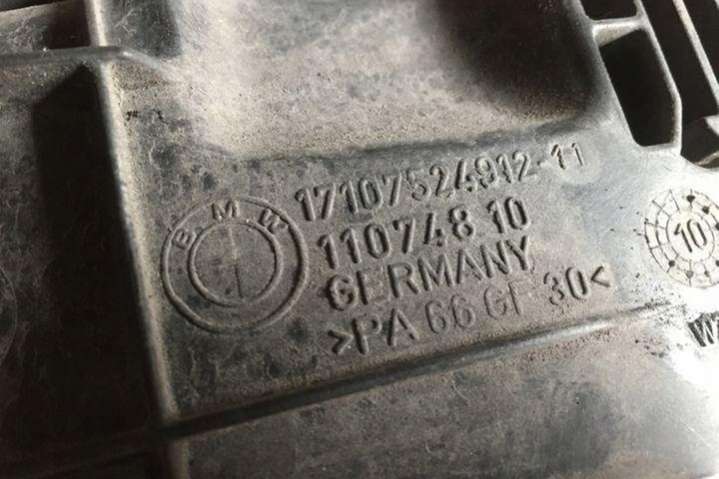 B.M.W
17107524912-11
110748 10
GERMANY
>PA 66 GF 30<
10
W